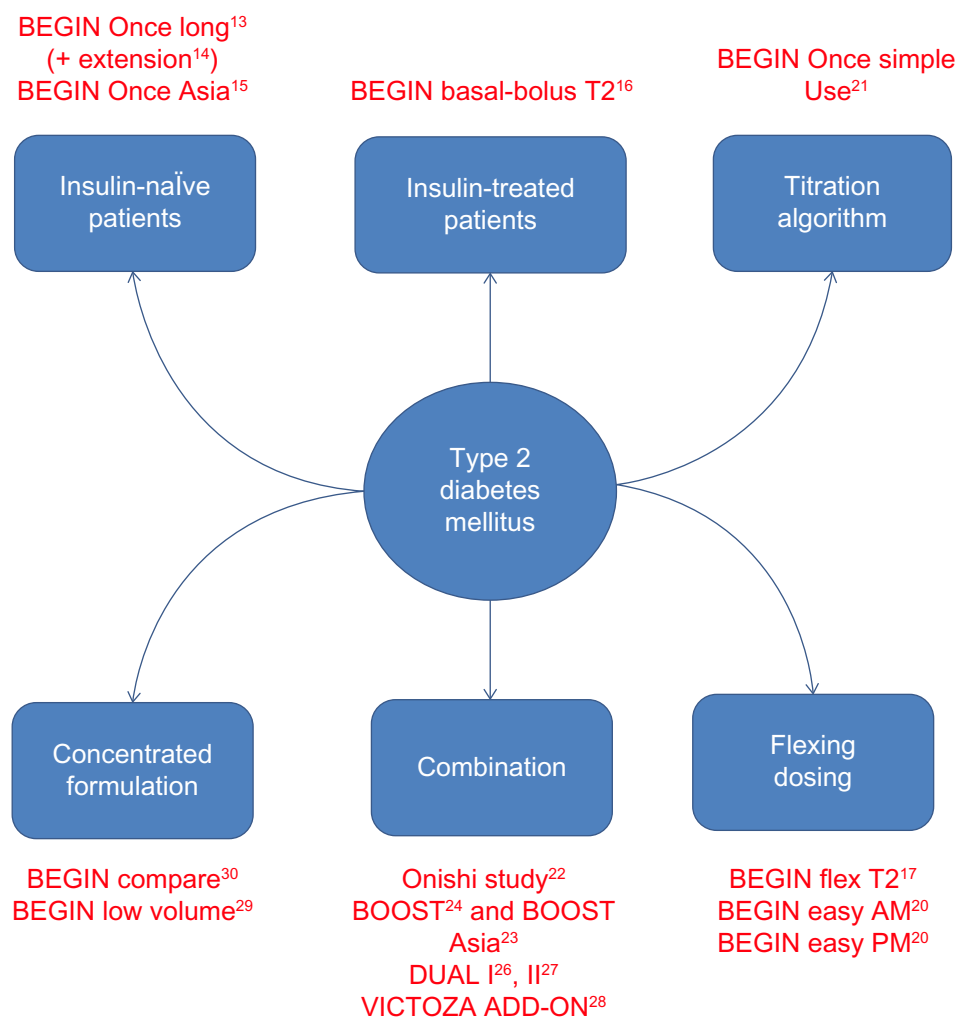 BEGIN Once long¹³
(+ extension¹⁴)
BEGIN Once Asia¹⁵
BEGIN basal-bolus T2¹⁶
BEGIN Once simple
Use²¹
Insulin-naÏve
patients
Insulin-treated
patients
Titration
algorithm
Type 2
diabetes
mellitus
Concentrated
formulation
Combination
Flexing
dosing
BEGIN compare³⁰
BEGIN low volume²⁹
Onishi study²²
BOOST²⁴ and BOOST
Asia²³
DUAL I²⁶, II²⁷
VICTOZA ADD-ON²⁸
BEGIN flex T2¹⁷
BEGIN easy AM²⁰
BEGIN easy PM²⁰